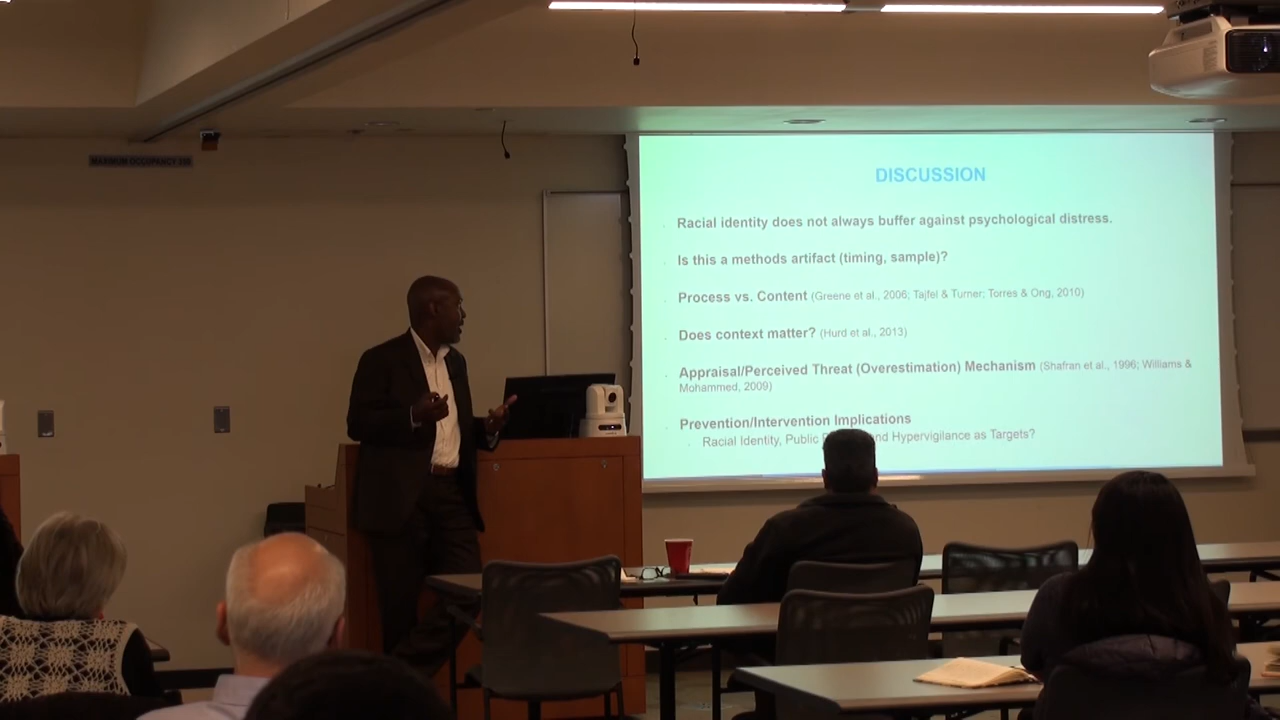 MAXIMUM OCCUPANCY
DISCUSSION
Racial identity does not always buffer against psychological distress.
Is this a methods artifact (timing, sample)?
Process vs. Content (Greene et al., 2006; Tajfel & Turner; Torres & Ong, 2010)
Does context matter? (Hurd et al., 2013)
Appraisal/Perceived Threat (Overestimation) Mechanism (Shafran et al., 1996; Williams &
Mohammed, 2009)
Prevention/Intervention Implications
Racial Identity, Public and Hypervigilance as Targets?